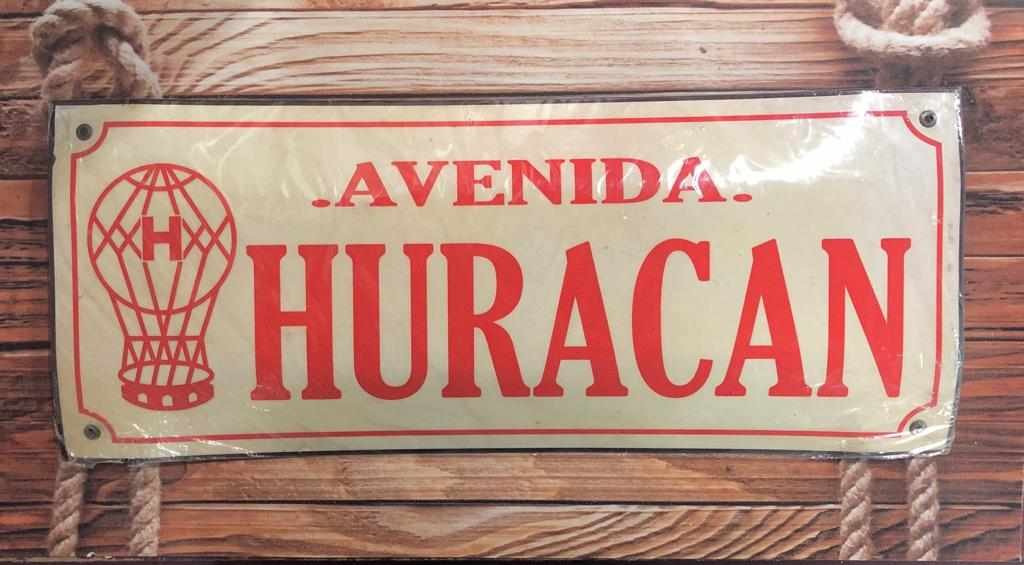 .AVENIDA.
H
HURACAN